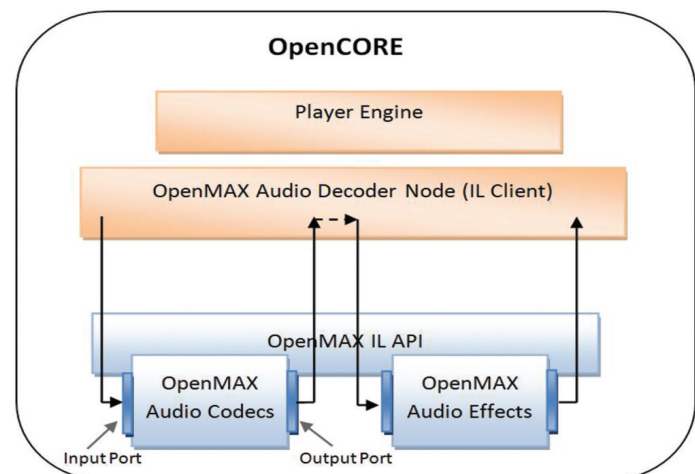 OpenCORE
Player Engine
OpenMAX Audio Decoder Node (IL Client)
OpenMAX IL API
OpenMAX
Audio Codecs
OpenMAX
Audio Effects
Input Port
Output Port